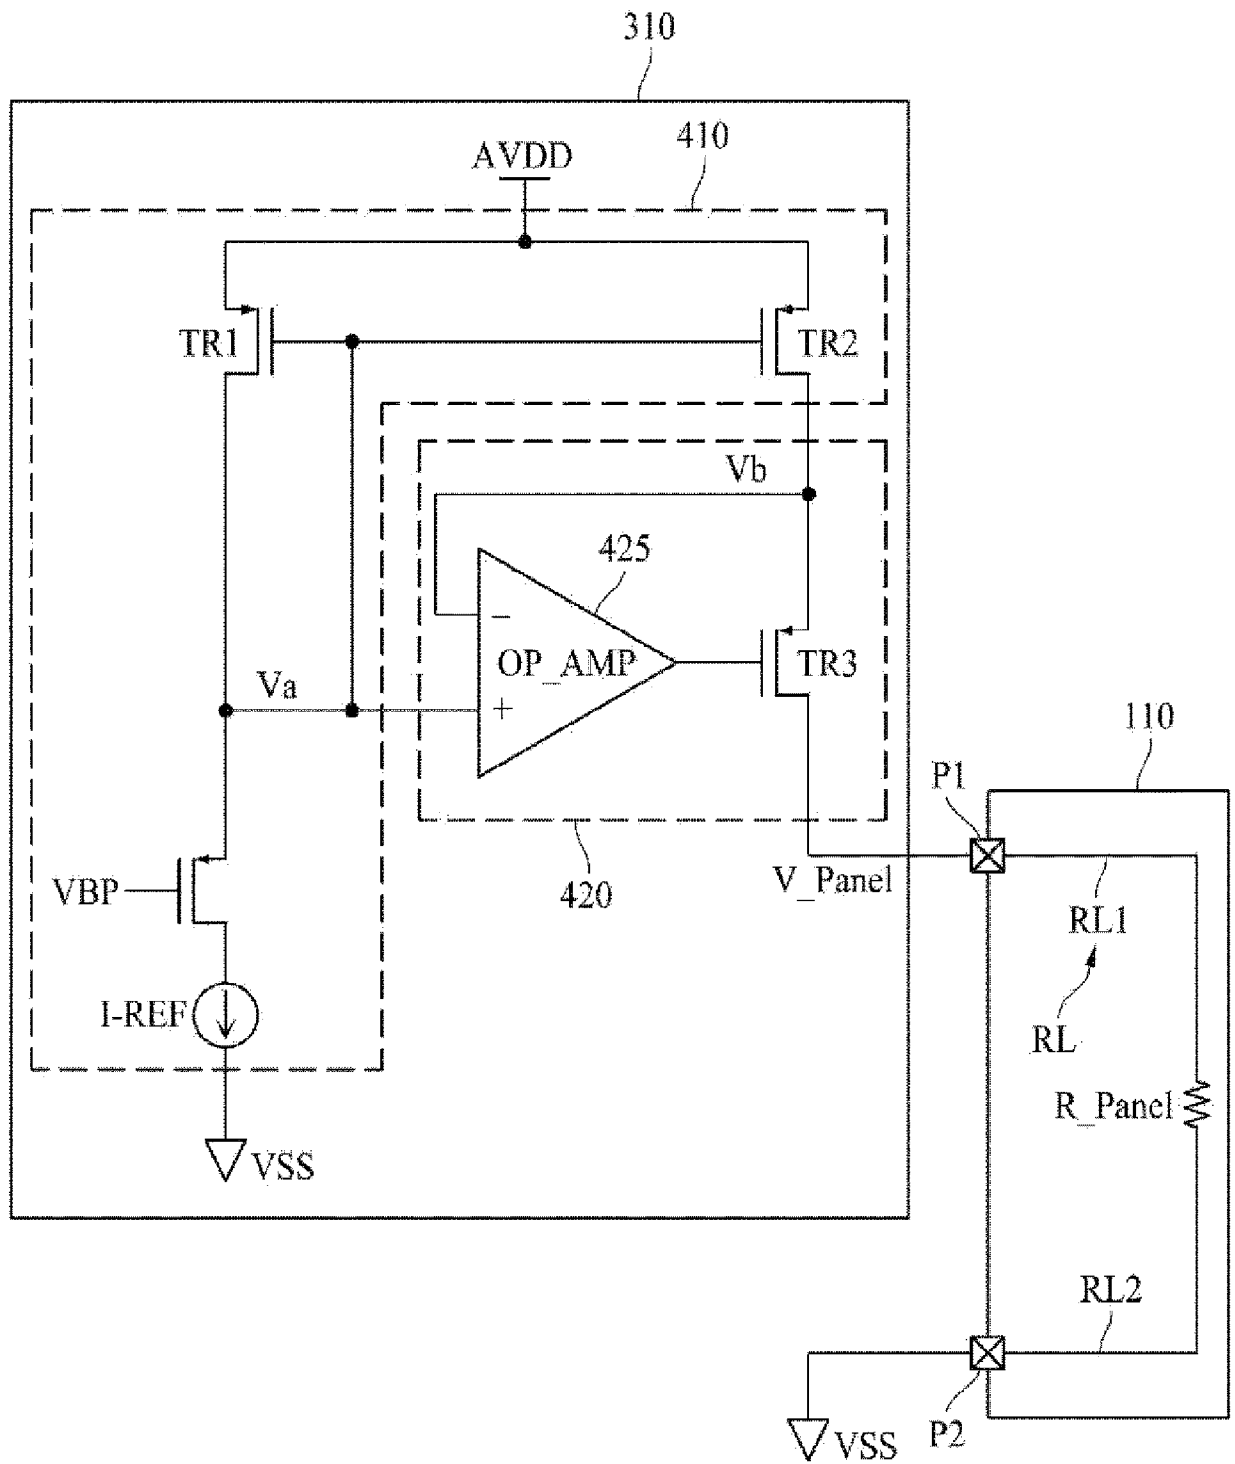 310
410
AVDD
TR1
TR2
Vb
425
−
OP_AMP
+
TR3
Va
110
P1
VBP
420
V_Panel
RL1
I-REF
RL
R_Panel
VSS
RL2
P2
VSS